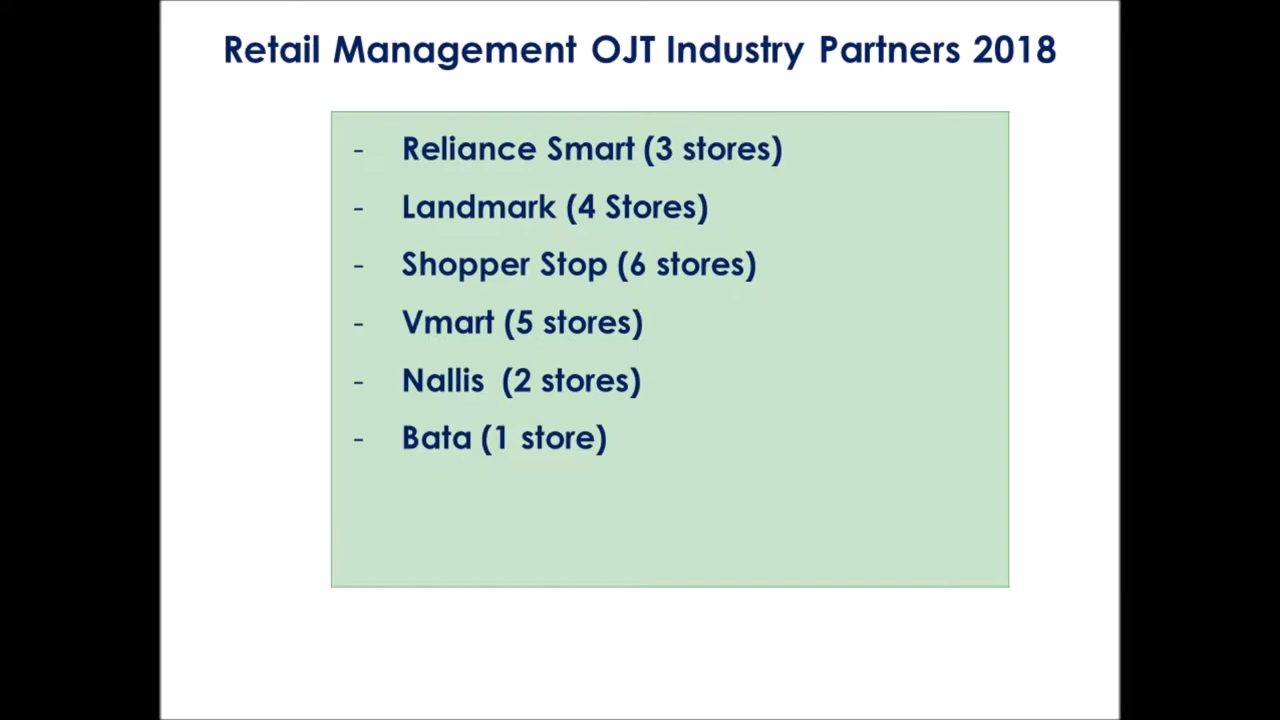 Retail Management OJT Industry Partners 2018
- Reliance Smart (3 stores)
- Landmark (4 Stores)
- Shopper Stop (6 stores)
- Vmart (5 stores)
- Nallis (2 stores)
- Bata (1 store)